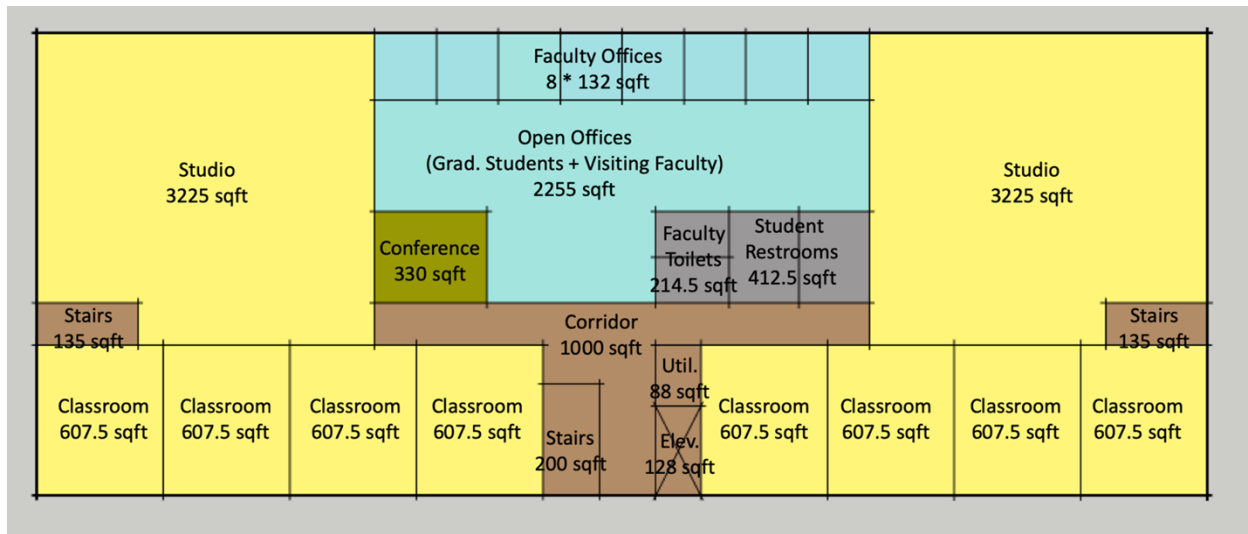 Faculty Offices
8 * 132 sqft
Open Offices
(Grad. Students + Visiting Faculty)
2255 sqft
Studio
3225 sqft
Studio
3225 sqft
Conference
330 sqft
Faculty
Toilets
214.5 sqft
Student
Restrooms
412.5 sqft
Stairs
135 sqft
Corridor
1000 sqft
Stairs
135 sqft
Classroom
607.5 sqft
Classroom
607.5 sqft
Classroom
607.5 sqft
Classroom
607.5 sqft
Stairs
200 sqft
Util.
88 sqft
Elev.
128 sqft
Classroom
607.5 sqft
Classroom
607.5 sqft
Classroom
607.5 sqft
Classroom
607.5 sqft